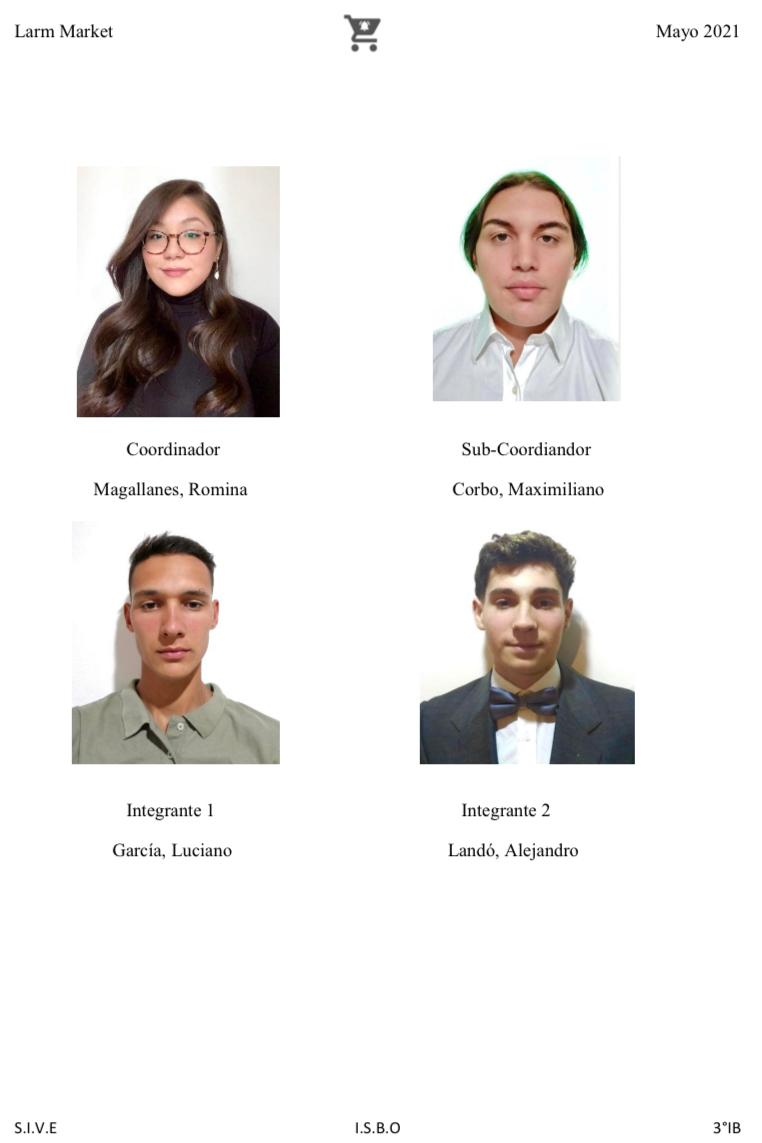 Larm Market Mayo 2021
Coordinador Sub-Coordiandor
Magallanes, Romina Corbo, Maximiliano
Integrante 1 Integrante 2
García, Luciano Landó, Alejandro
S.I.V.E I.S.B.O 3°IB